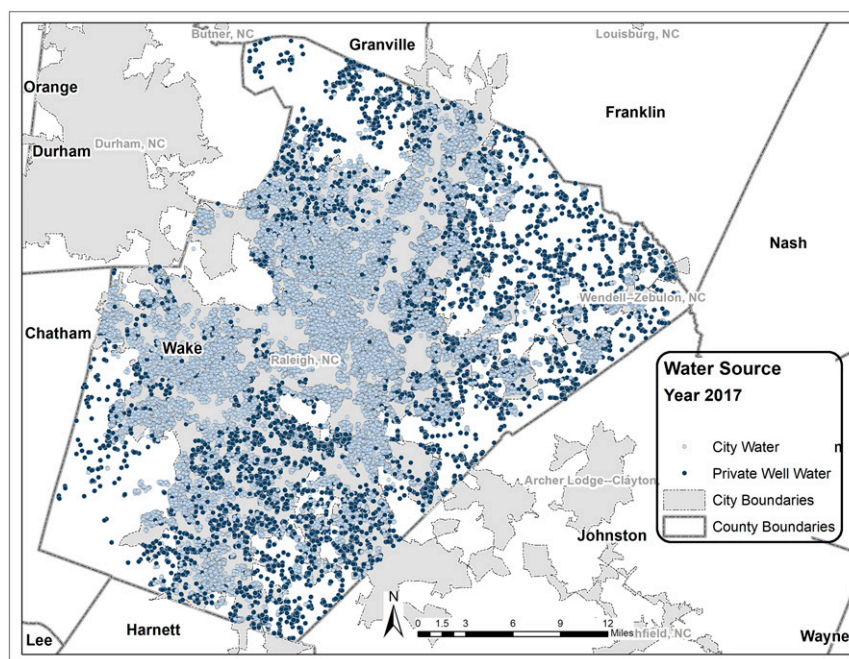 Butner, NC
Granville
Louisburg, NC
Orange
Franklin
Durham, NC
Durham
Nash
Wendell--Zebulon, NC
Chatham
Wake
Raleigh, NC
Water Source
Year 2017
City Water
n
Private Well Water
City Boundaries
County Boundaries
Archer Lodge--Clayton,
Johnston
N
0 1.5 3 6 9 12
Miles
hfield, NC
Lee
Harnett
Wayne